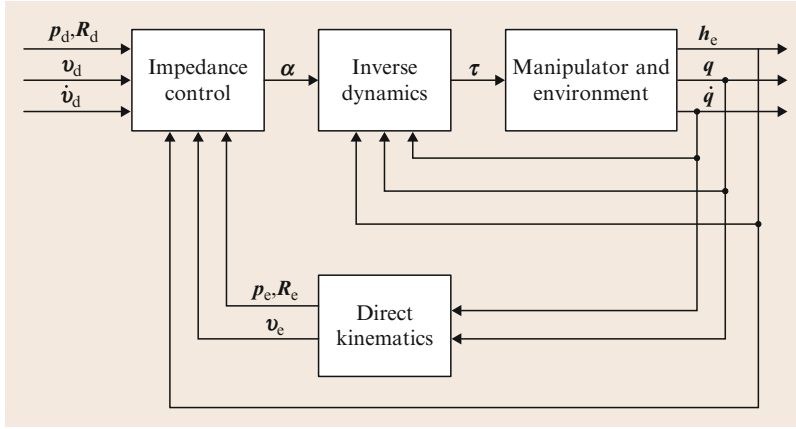 p_d,R_d
υ_d
υ̇_d
Impedance
control
α
Inverse
dynamics
τ
Manipulator and
environment
h_e
q
q̇
p_e,R_e
υ_e
Direct
kinematics